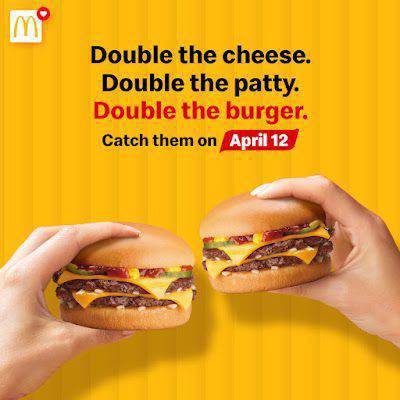 Double the cheese.
Double the patty.
Double the burger.
Catch them on April 12